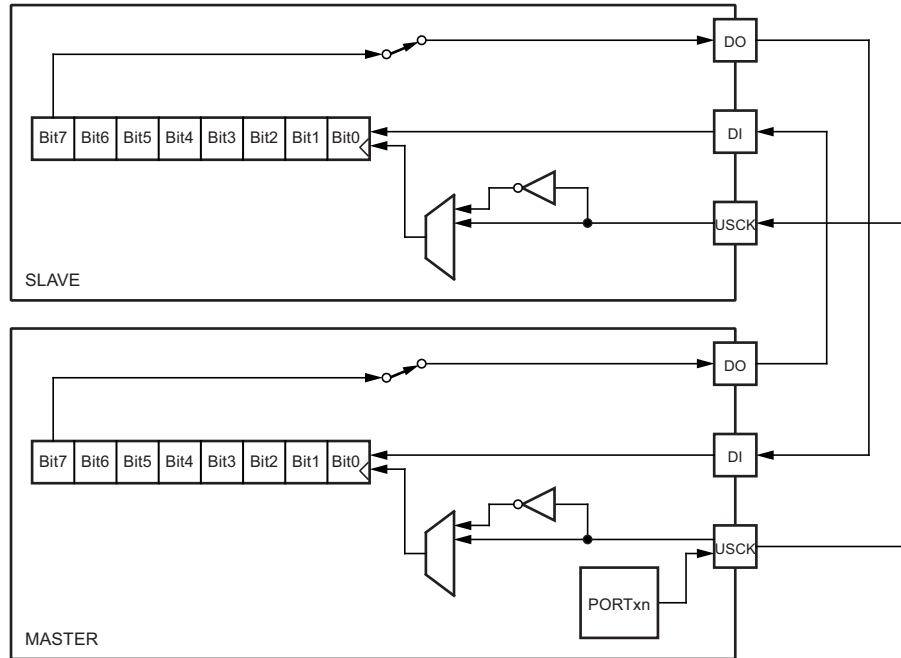 DO
Bit7 Bit6 Bit5 Bit4 Bit3 Bit2 Bit1 Bit0
DI
USCK
SLAVE
DO
Bit7 Bit6 Bit5 Bit4 Bit3 Bit2 Bit1 Bit0
DI
USCK
PORTxn
MASTER